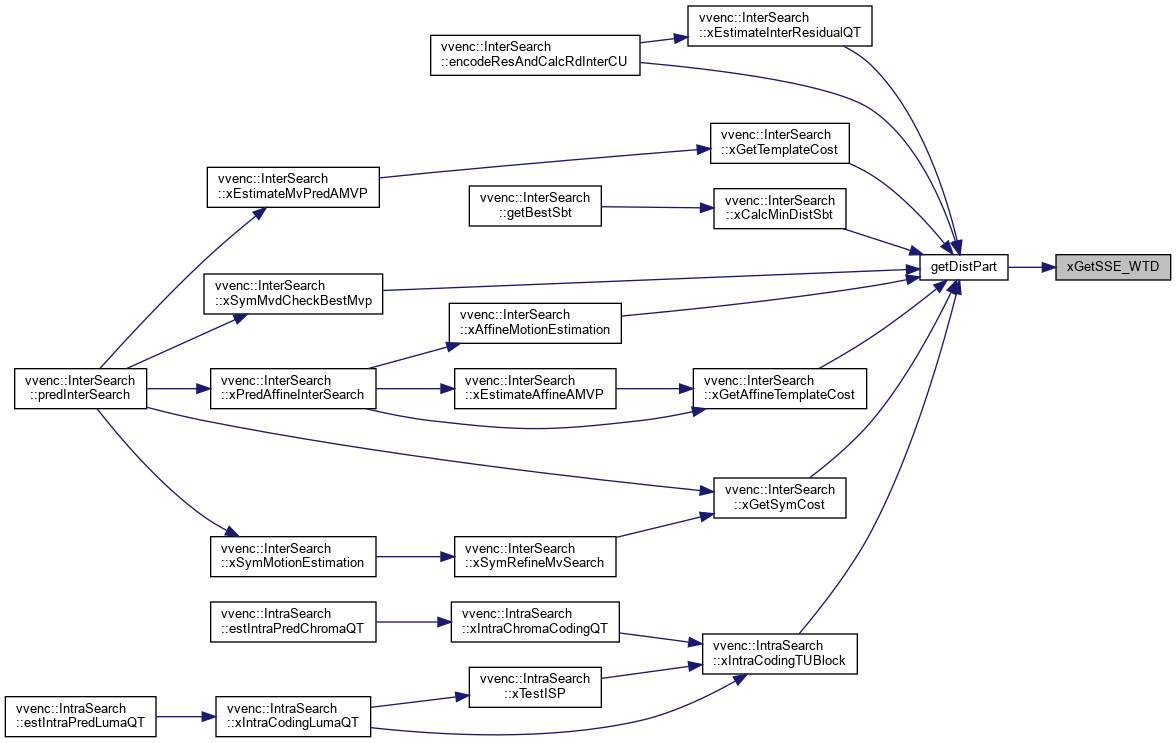 vvenc::InterSearch
::xEstimateInterResidualQT
vvenc::InterSearch
::encodeResAndCalcRdInterCU
vvenc::InterSearch
::xGetTemplateCost
vvenc::InterSearch
::xEstimateMvPredAMVP
vvenc::InterSearch
::getBestSbt
vvenc::InterSearch
::xCalcMinDistSbt
getDistPart
xGetSSE_WTD
vvenc::InterSearch
::xSymMvdCheckBestMvp
vvenc::InterSearch
::xAffineMotionEstimation
vvenc::InterSearch
::predInterSearch
vvenc::InterSearch
::xPredAffineInterSearch
vvenc::InterSearch
::xEstimateAffineAMVP
vvenc::InterSearch
::xGetAffineTemplateCost
vvenc::InterSearch
::xGetSymCost
vvenc::InterSearch
::xSymMotionEstimation
vvenc::InterSearch
::xSymRefineMvSearch
vvenc::IntraSearch
::estIntraPredChromaQT
vvenc::IntraSearch
::xIntraChromaCodingQT
vvenc::IntraSearch
::xIntraCodingTUBlock
vvenc::IntraSearch
::xTestISP
vvenc::IntraSearch
::estIntraPredLumaQT
vvenc::IntraSearch
::xIntraCodingLumaQT